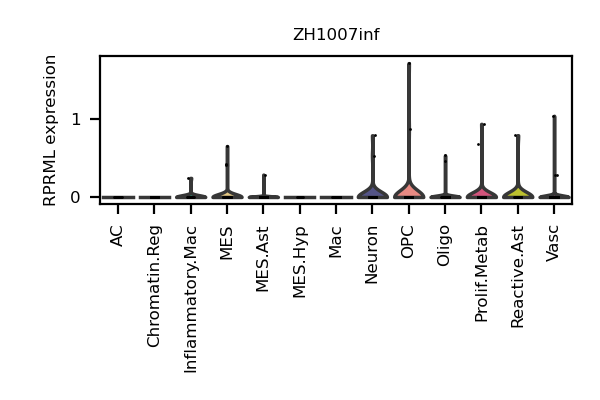 ZH1007inf
RPRML expression
1
0
AC
Chromatin.Reg
Inflammatory.Mac
MES
MES.Ast
MES.Hyp
Mac
Neuron
OPC
Oligo
Prolif.Metab
Reactive.Ast
Vasc